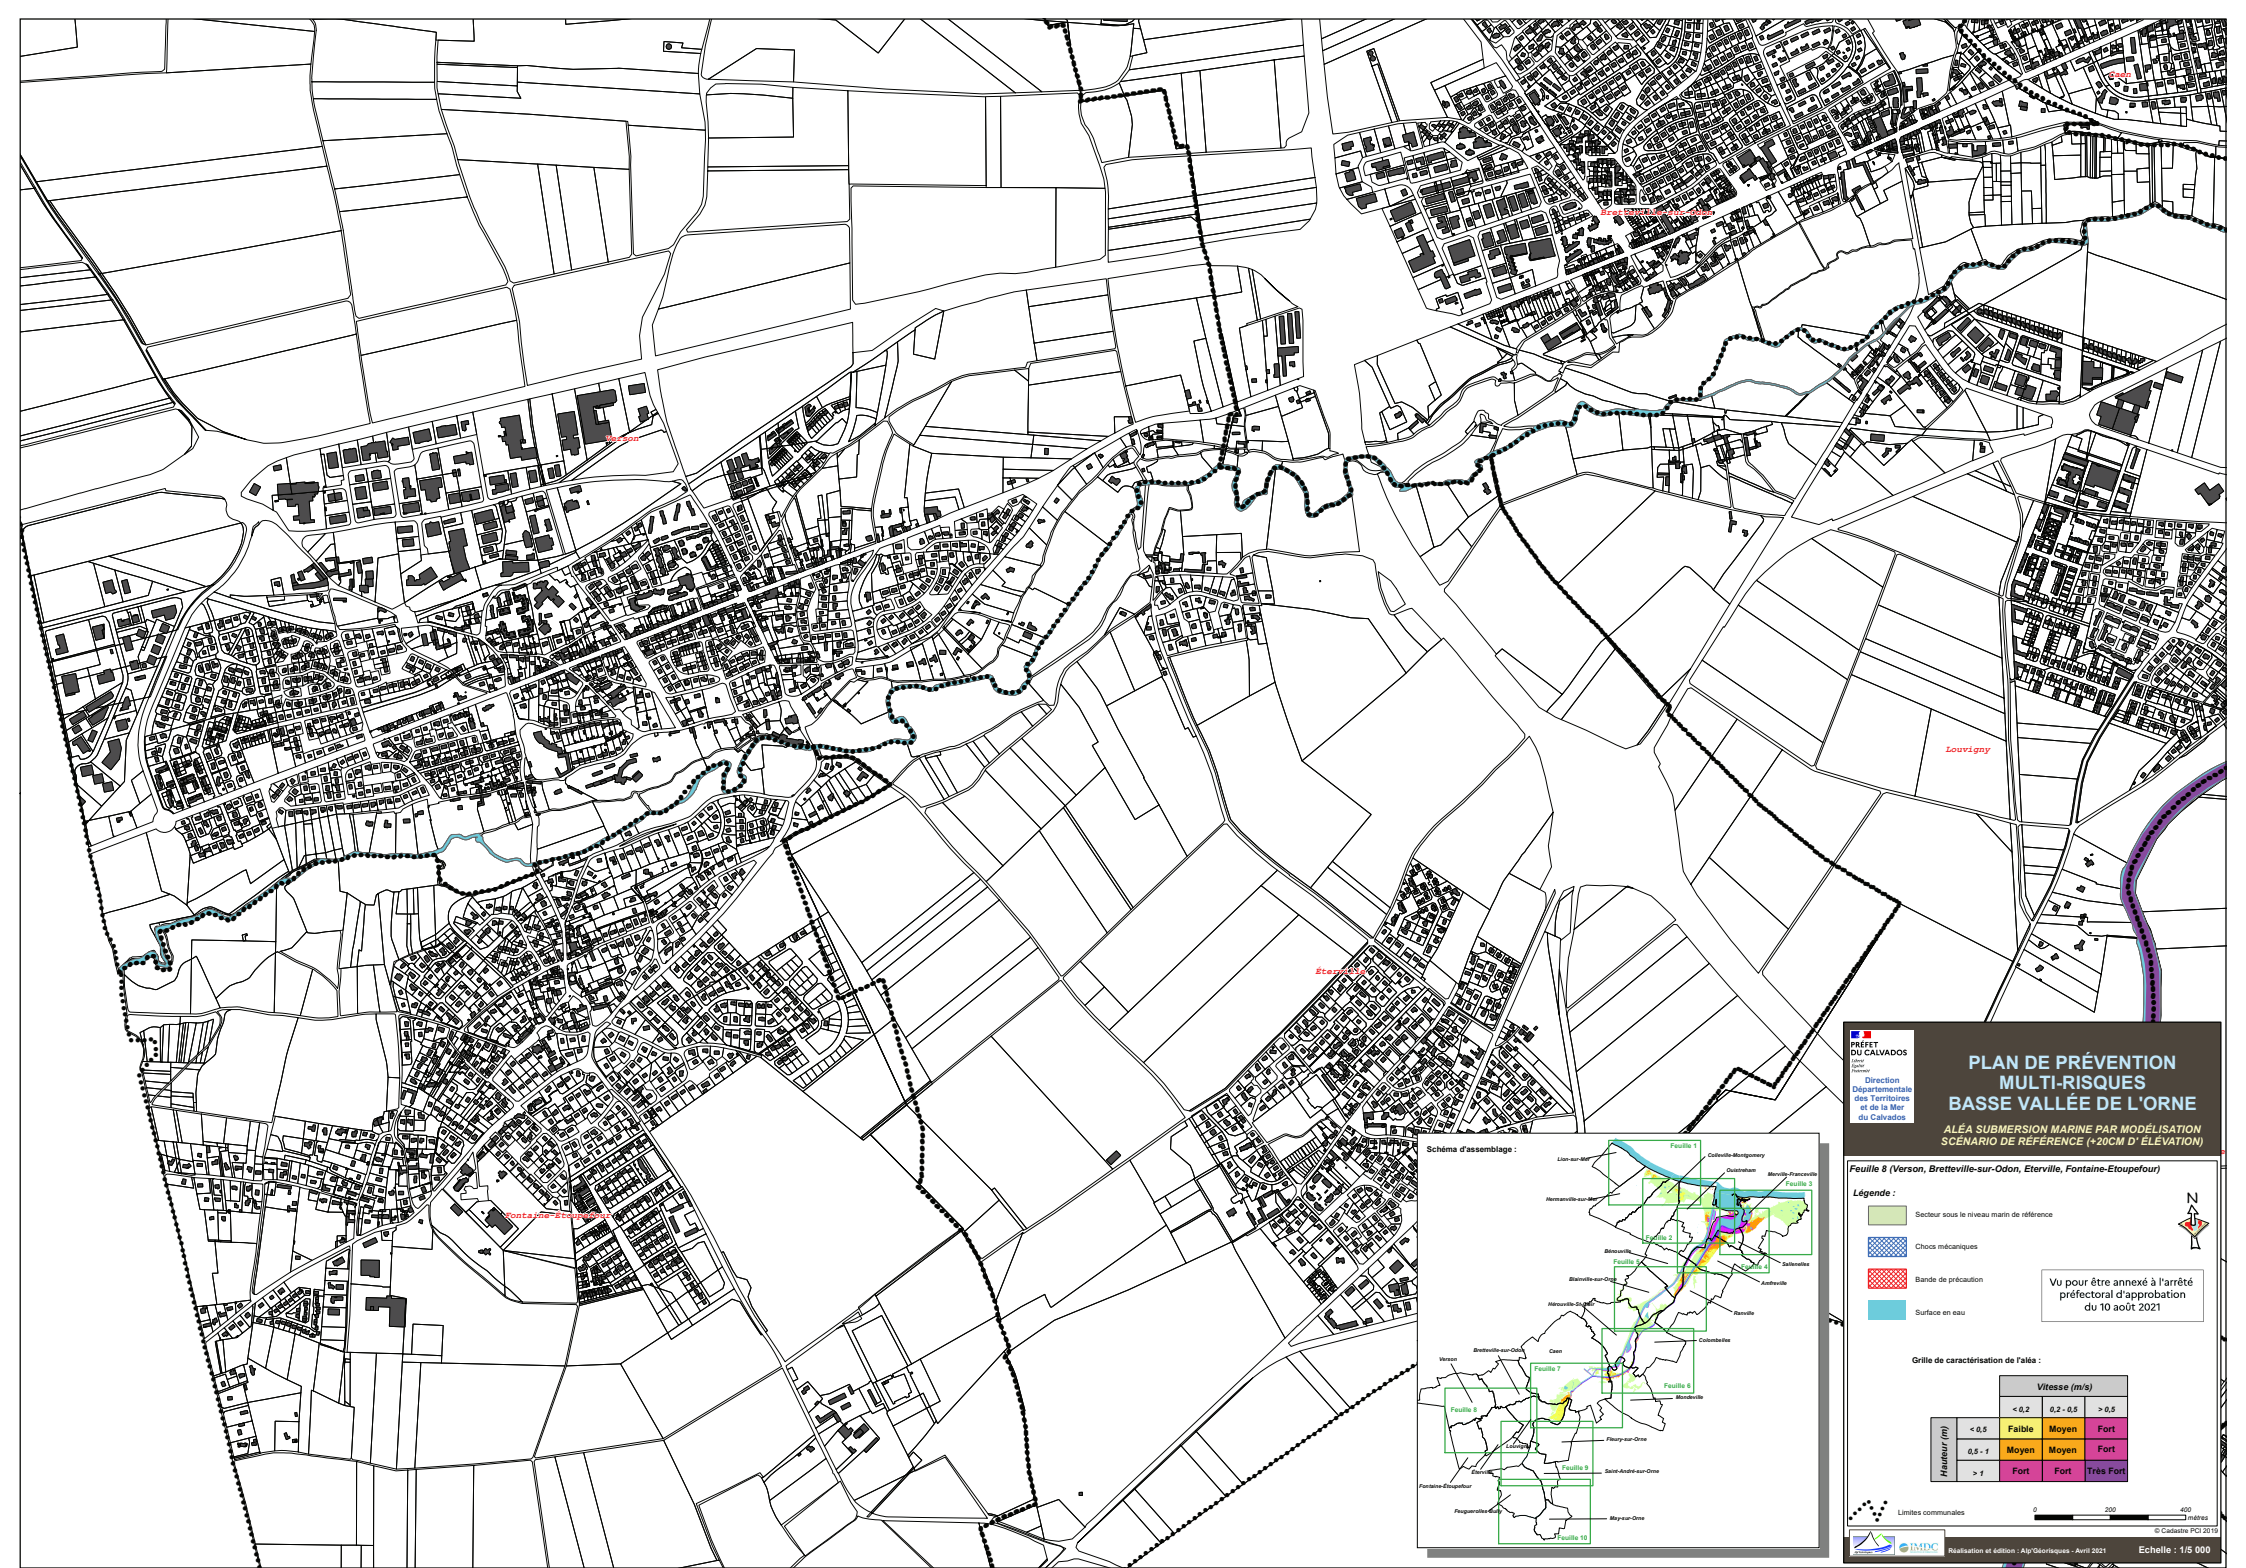 Caen
Bretteville-sur-Odon
Verson
Louvigny
Éterville
Fontaine-Etoupefour
PRÉFET
DU CALVADOS
Liberté
Égalité
Fraternité
Direction
Départementale
des Territoires
et de la Mer
du Calvados
PLAN DE PRÉVENTION
MULTI-RISQUES
BASSE VALLÉE DE L'ORNE
ALÉA SUBMERSION MARINE PAR MODÉLISATION
SCÉNARIO DE RÉFÉRENCE (+20CM D' ÉLÉVATION)
Feuille 8 (Verson, Bretteville-sur-Odon, Eterville, Fontaine-Etoupefour)
Légende :
Secteur sous le niveau marin de référence
Chocs mécaniques
Bande de précaution
Surface en eau
N
Vu pour être annexé à l'arrêté
préfectoral d'approbation
du 10 août 2021
Grille de caractérisation de l'aléa :
Vitesse (m/s)
< 0,2 0,2 - 0,5 > 0,5
Hauteur (m)
< 0,5 Faible Moyen Fort
0,5 - 1 Moyen Moyen Fort
> 1 Fort Fort Très Fort
Limites communales
0 200 400
mètres
© Cadastre PCI 2019
IMDC
Réalisation et édition : Alp'Géorisques - Avril 2021
Echelle : 1/5 000
Schéma d'assemblage :
Feuille 1
Lion-sur-Mer
Colleville-Montgomery
Ouistreham
Merville-Franceville
Feuille 3
Hermanville-sur-Mer
Feuille 2
Bénouville
Feuille 5
Feuille 4
Sallenelles
Blainville-sur-Orne
Amfreville
Hérouville-St-Clair
Ranville
Colombelles
Bretteville-sur-Odon
Caen
Verson
Feuille 7
Feuille 6
Mondeville
Feuille 8
Fleury-sur-Orne
Louvigny
Éterville
Feuille 9
Saint-André-sur-Orne
Fontaine-Étoupefour
Feuguerolles-Bully
May-sur-Orne
Feuille 10